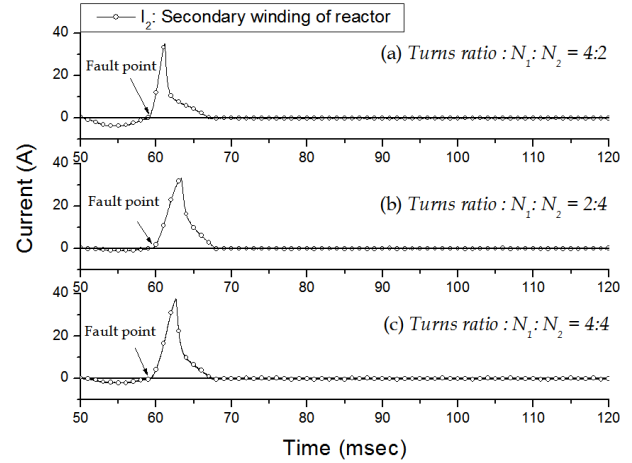 I₂: Secondary winding of reactor
Current (A)
40
20
0
Fault point
(a) Turns ratio : N₁: N₂ = 4:2
50 60 70 80 90 100 110 120
40
20
0
Fault point
(b) Turns ratio : N₁: N₂ = 2:4
50 60 70 80 90 100 110 120
40
20
0
Fault point
(c) Turns ratio : N₁: N₂ = 4:4
50 60 70 80 90 100 110 120
Time (msec)